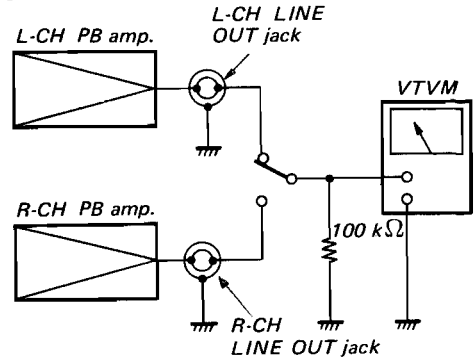 L-CH LINE
OUT jack
L-CH PB amp.
VTVM
R-CH PB amp.
100 kΩ
R-CH
LINE OUT jack